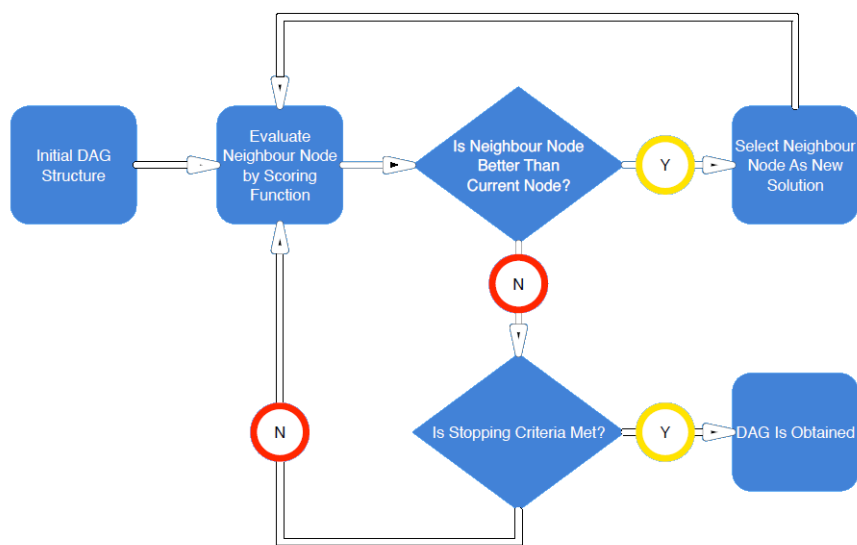 Initial DAG
Structure
Evaluate
Neighbour Node
by Scoring
Function
Is Neighbour Node
Better Than
Current Node?
Y
Select Neighbour
Node As New
Solution
N
Is Stopping Criteria Met?
Y
DAG Is Obtained
N